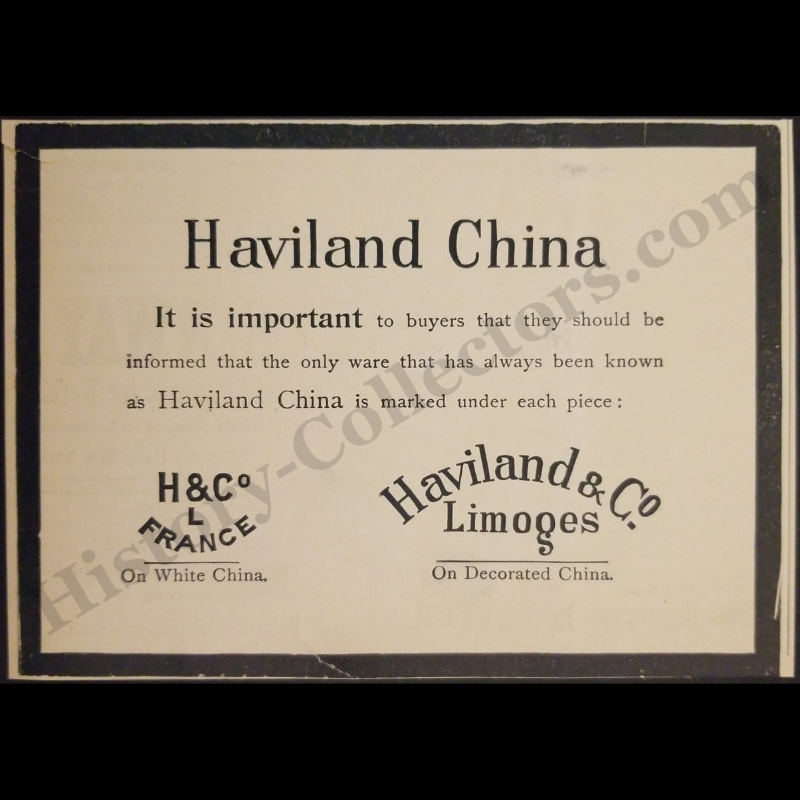 Haviland China
It is important to buyers that they should be
informed that the only ware that has always been known
as Haviland China is marked under each piece:
H&Cº
L
FRANCE
On White China.
Haviland & Cº.
Limoges
On Decorated China.
History-Collectors.com